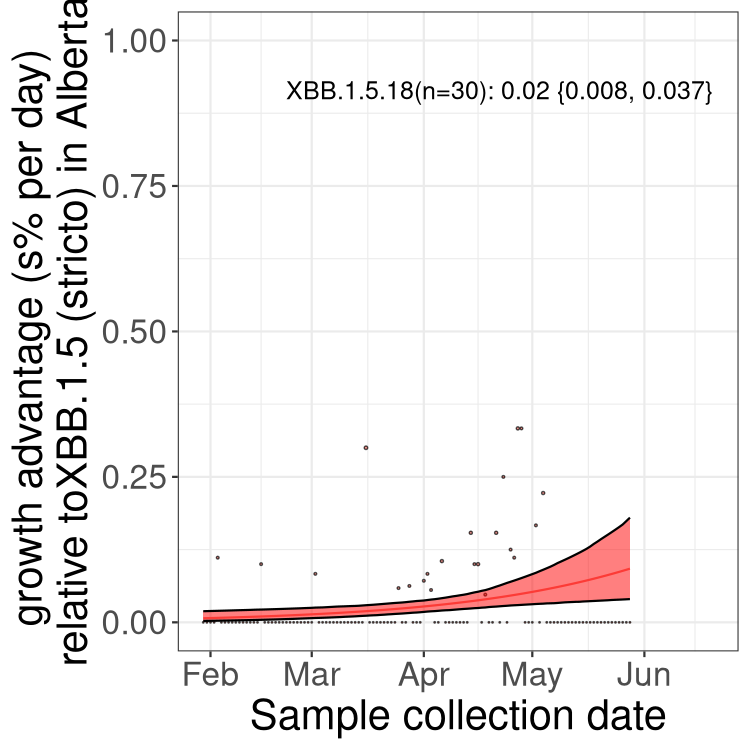 growth advantage (s% per day)
relative toXBB.1.5 (stricto) in Alberta
1.00
0.75
0.50
0.25
0.00
XBB.1.5.18(n=30): 0.02 {0.008, 0.037}
Feb Mar Apr May Jun
Sample collection date